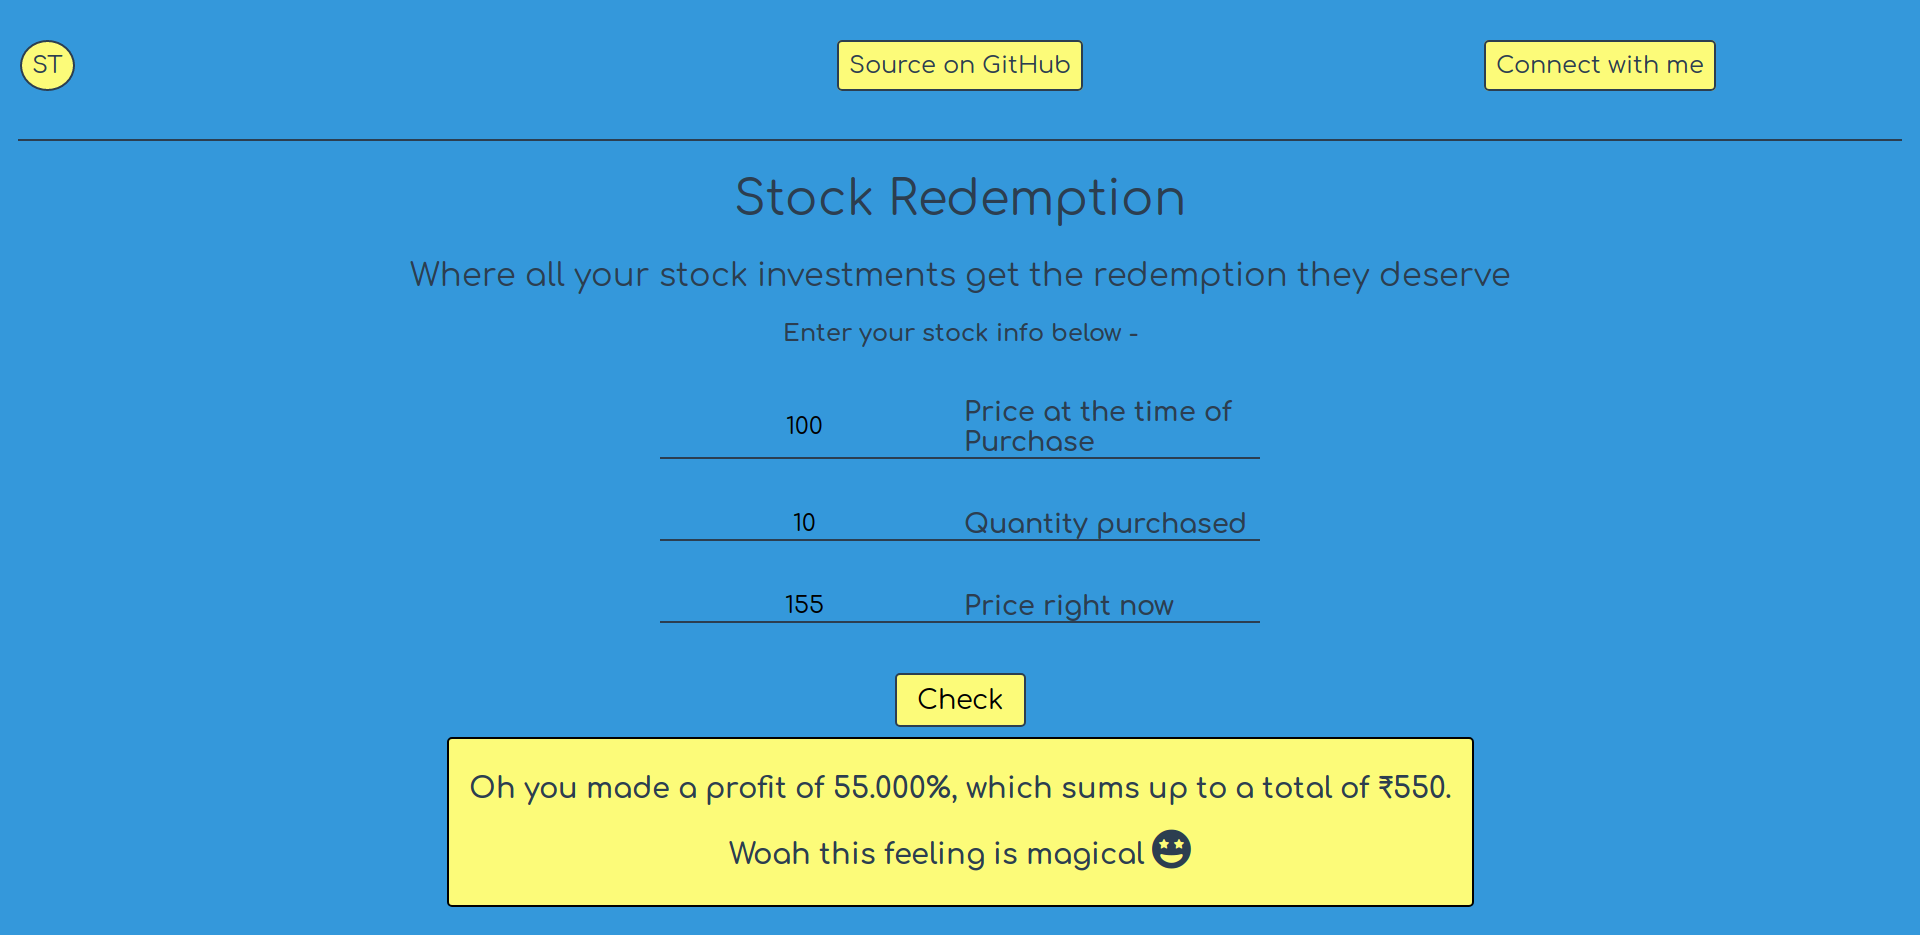 ST
Source on GitHub
Connect with me
Stock Redemption
Where all your stock investments get the redemption they deserve
Enter your stock info below -
100
Price at the time of
Purchase
10
Quantity purchased
155
Price right now
Check
Oh you made a profit of 55.000%, which sums up to a total of ₹550.
Woah this feeling is magical